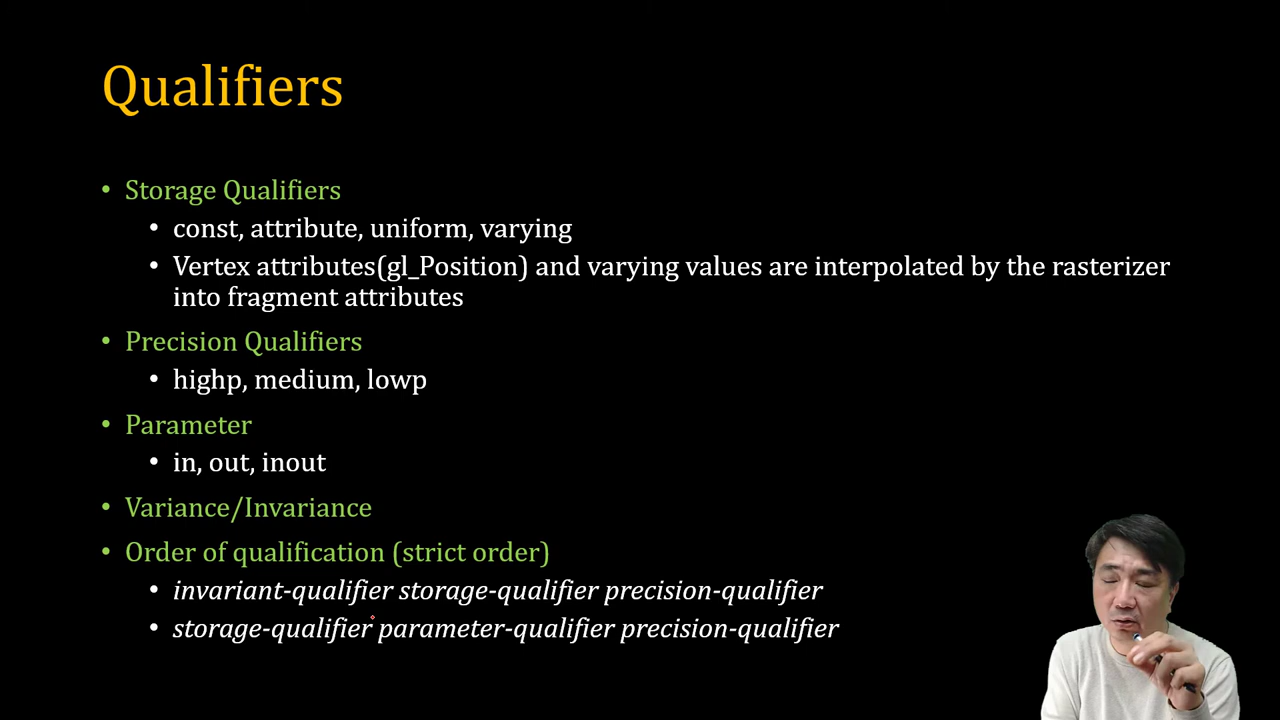 Qualifiers
• Storage Qualifiers
• const, attribute, uniform, varying
• Vertex attributes(gl_Position) and varying values are interpolated by the rasterizer
into fragment attributes
• Precision Qualifiers
• highp, medium, lowp
• Parameter
• in, out, inout
• Variance/Invariance
• Order of qualification (strict order)
• invariant-qualifier storage-qualifier precision-qualifier
• storage-qualifier parameter-qualifier precision-qualifier